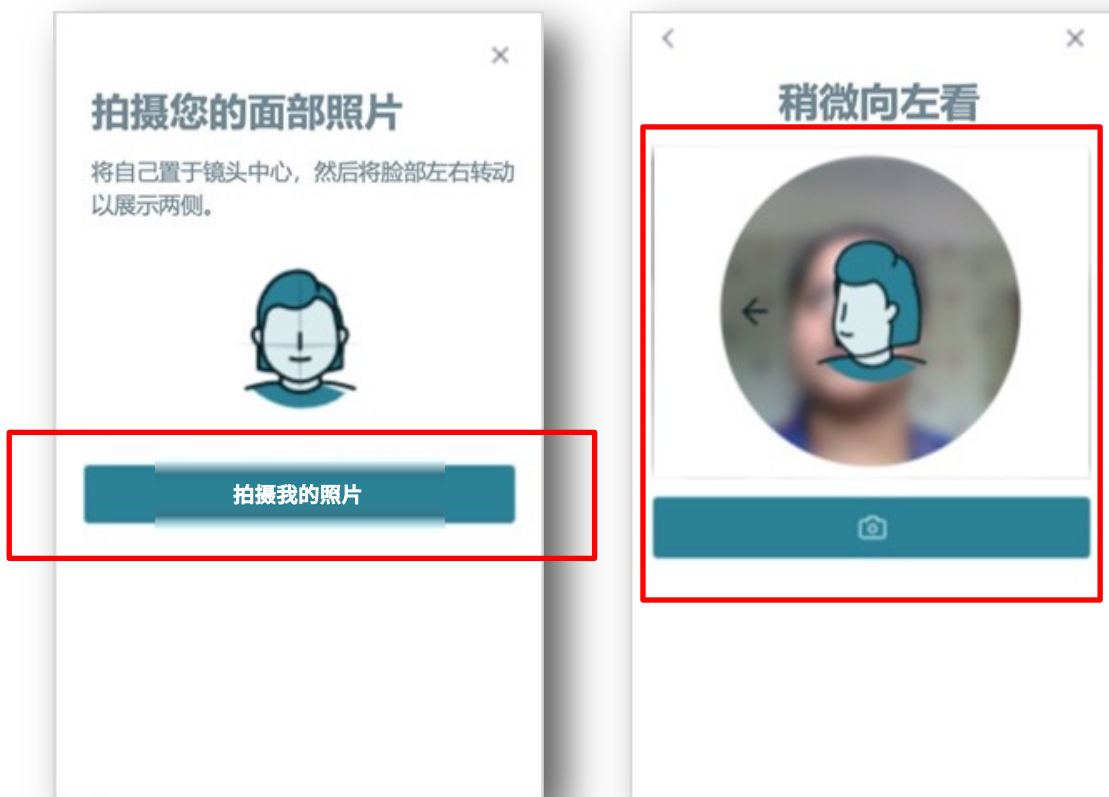 拍摄您的面部照片
将自己置于镜头中心，然后将脸部左右转动
以展示两侧。
拍摄我的照片
稍微向左看